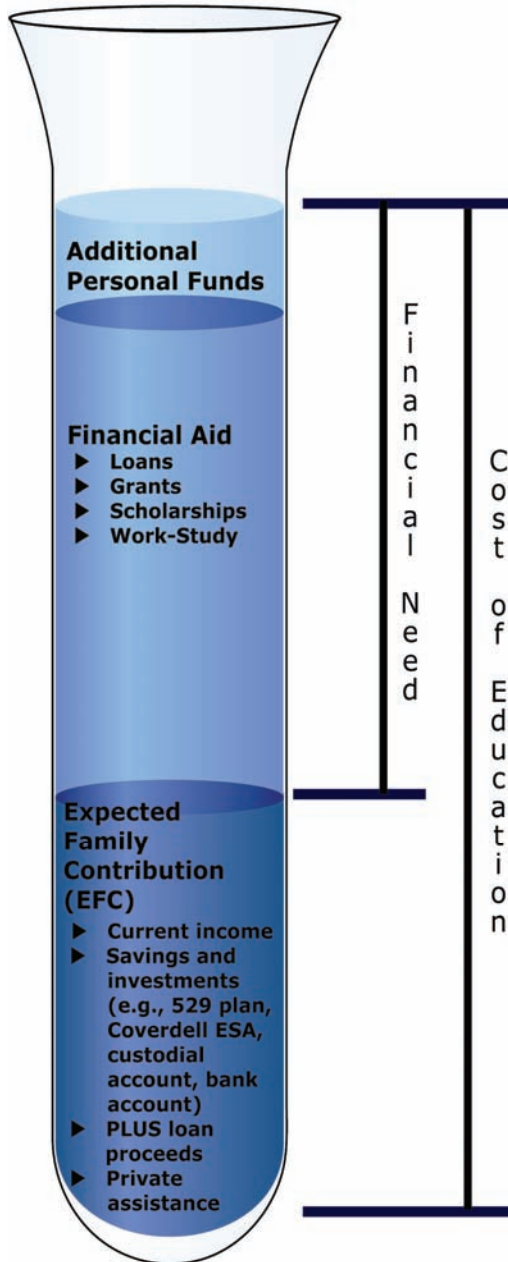 Additional
Personal Funds
Financial Aid
▶ Loans
▶ Grants
▶ Scholarships
▶ Work-Study
Expected
Family
Contribution
(EFC)
▶ Current income
▶ Savings and
investments
(e.g., 529 plan,
Coverdell ESA,
custodial
account, bank
account)
▶ PLUS loan
proceeds
▶ Private
assistance
Financial Need
Cost of Education